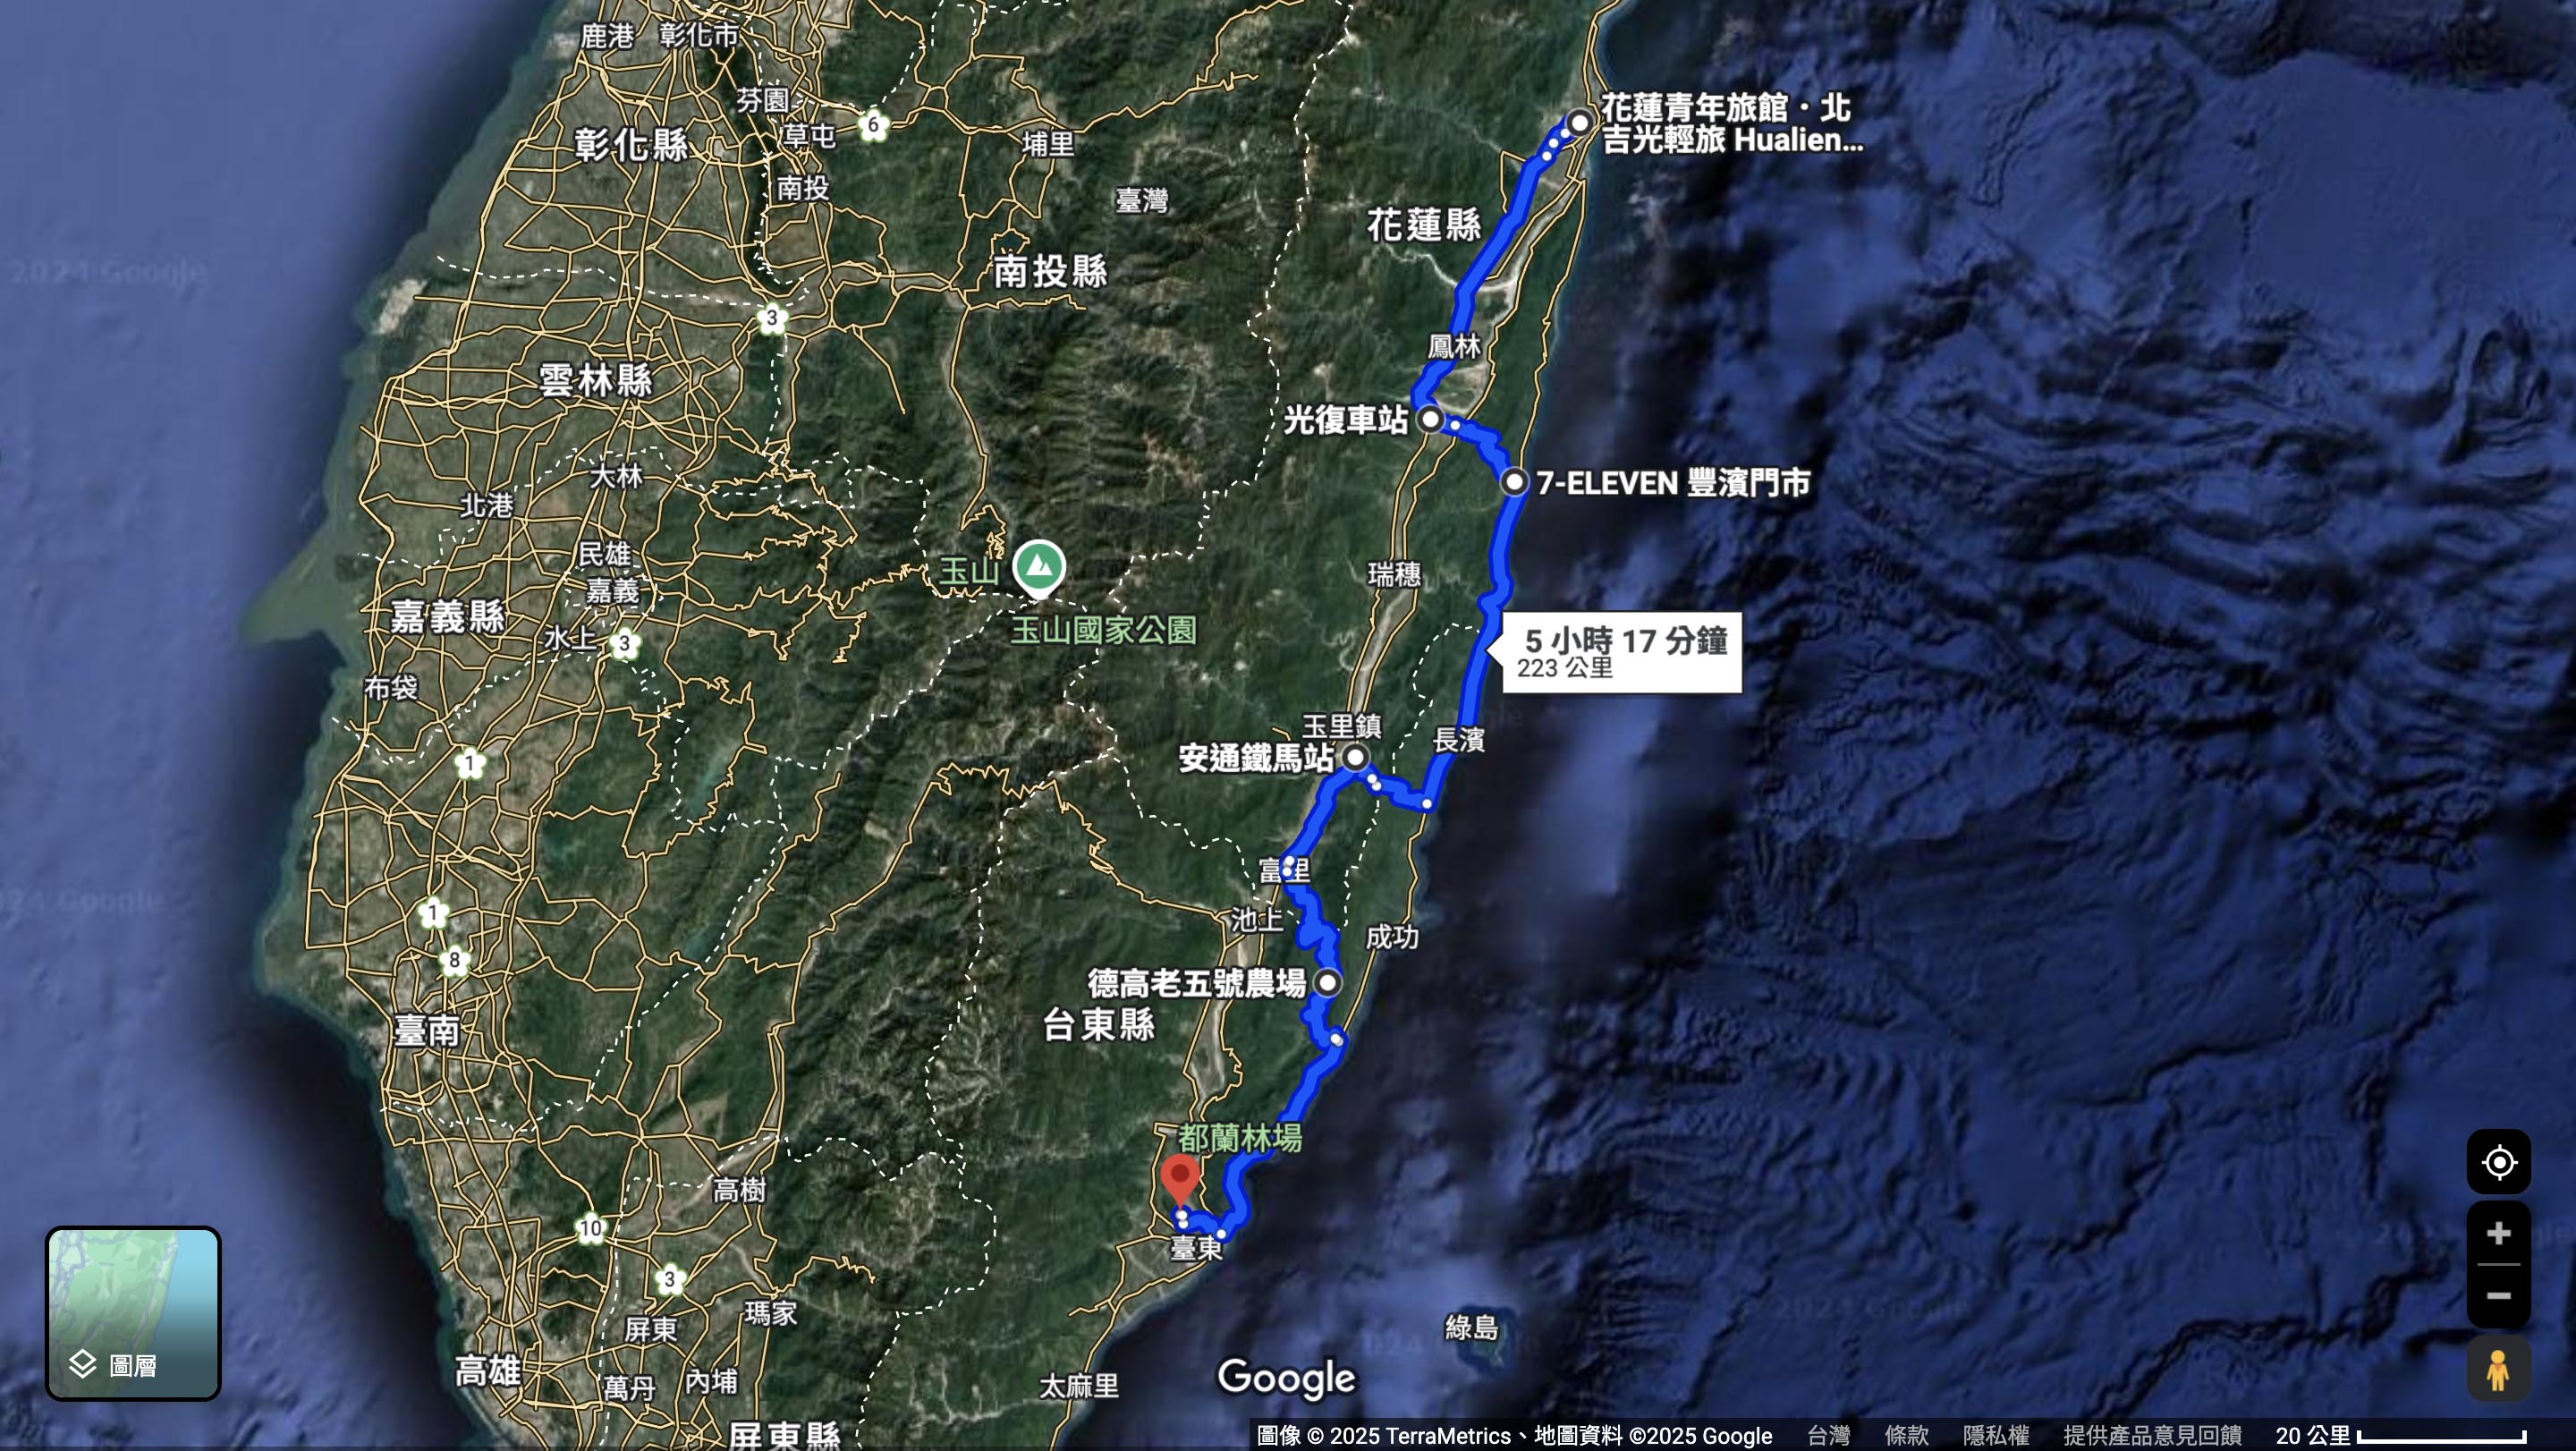 鹿港
彰化市
芬園
草屯
6
埔里
花蓮青年旅館・北
吉光輕旅 Hualien...
彰化縣
南投
臺灣
花蓮縣
2024 Google
南投縣
3
鳳林
雲林縣
光復車站
大林
7-ELEVEN 豐濱門市
北港
民雄
玉山
瑞穗
嘉義
嘉義縣
玉山國家公園
水上
3
5 小時 17 分鐘
223 公里
布袋
玉里鎮
長濱
安通鐵馬站
1
富里
1
池上
成功
8
德高老五號農場
臺南
台東縣
都蘭林場
高樹
10
臺東
3
瑪家
屏東
綠島
圖層
高雄
萬丹
內埔
太麻里
Google
屏東縣
圖像 © 2025 TerraMetrics、地圖資料 ©2025 Google
台灣
條款
隱私權
提供產品意見回饋
20 公里